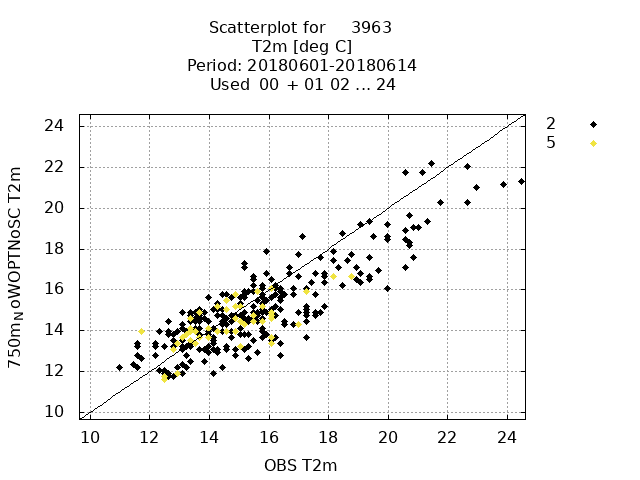 Scatterplot for 3963
T2m [deg C]
Period: 20180601-20180614
Used 00 + 01 02 ... 24
2
5
24
22
20
18
16
14
12
10
750m_NoWOPTNoSC T2m
10 12 14 16 18 20 22 24
OBS T2m